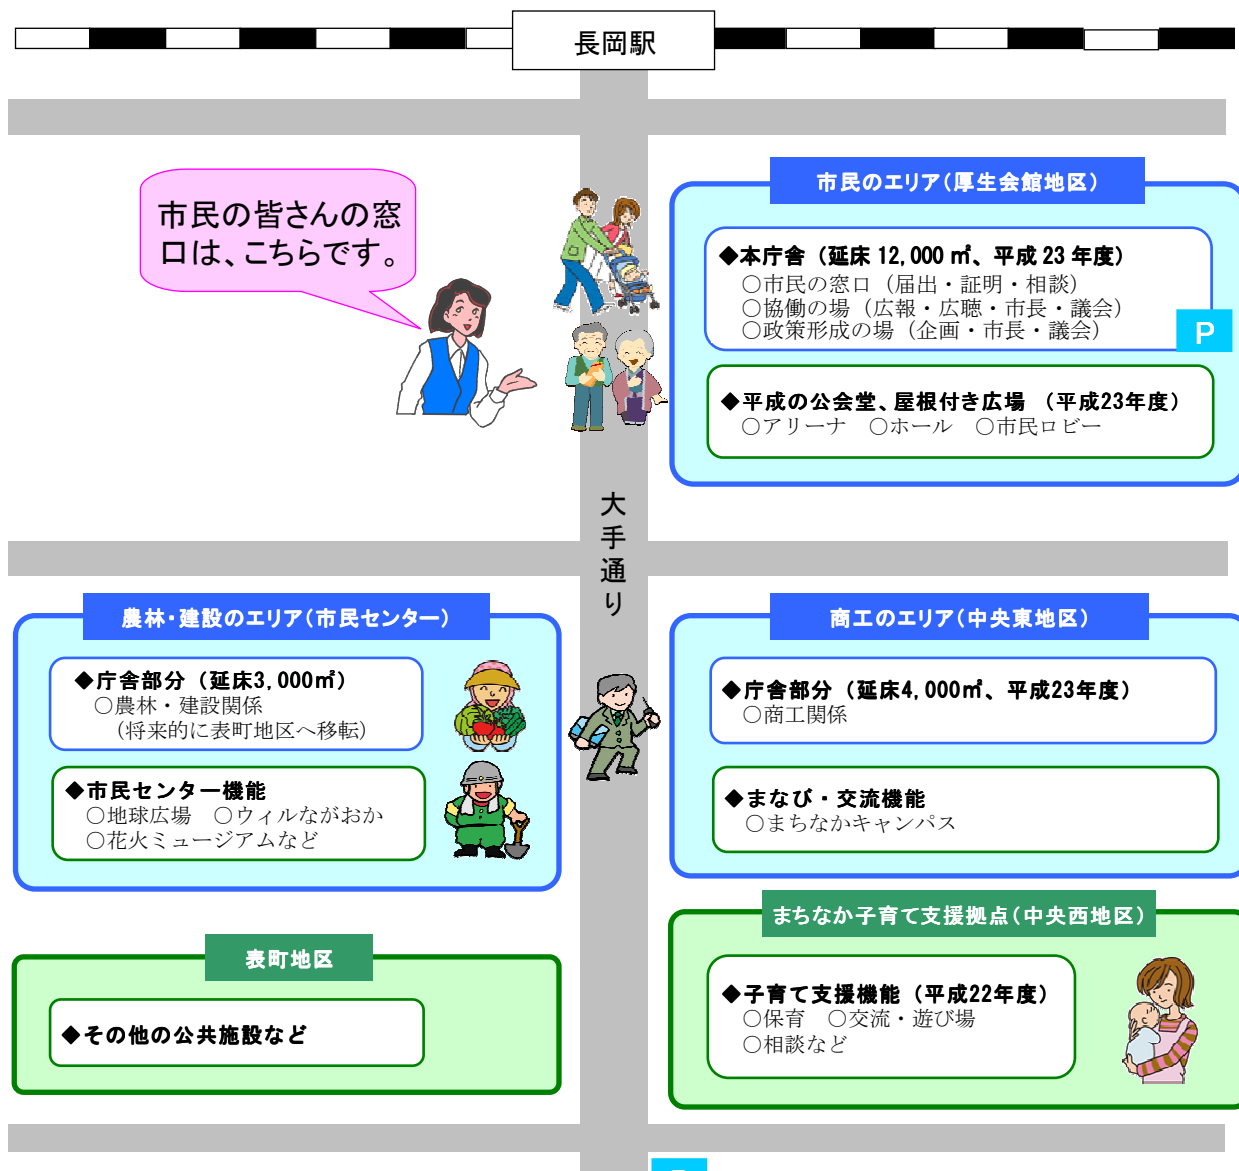 長岡駅
市民の皆さんの窓
口は、こちらです。
市民のエリア(厚生会館地区)
◆本庁舎（延床 12,000 ㎡、平成 23 年度）
○市民の窓口（届出・証明・相談）
○協働の場（広報・広聴・市長・議会）
○政策形成の場（企画・市長・議会）
P
◆平成の公会堂、屋根付き広場　（平成23年度）
○アリーナ　○ホール　○市民ロビー
大手通り
農林・建設のエリア(市民センター)
◆庁舎部分（延床3,000㎡）
○農林・建設関係
（将来的に表町地区へ移転）
◆市民センター機能
○地球広場　○ウィルながおか
○花火ミュージアムなど
商工のエリア(中央東地区)
◆庁舎部分（延床4,000㎡、平成23年度）
○商工関係
◆まなび・交流機能
○まちなかキャンパス
表町地区
◆その他の公共施設など
まちなか子育て支援拠点(中央西地区)
◆子育て支援機能（平成22年度）
○保育　○交流・遊び場
○相談など